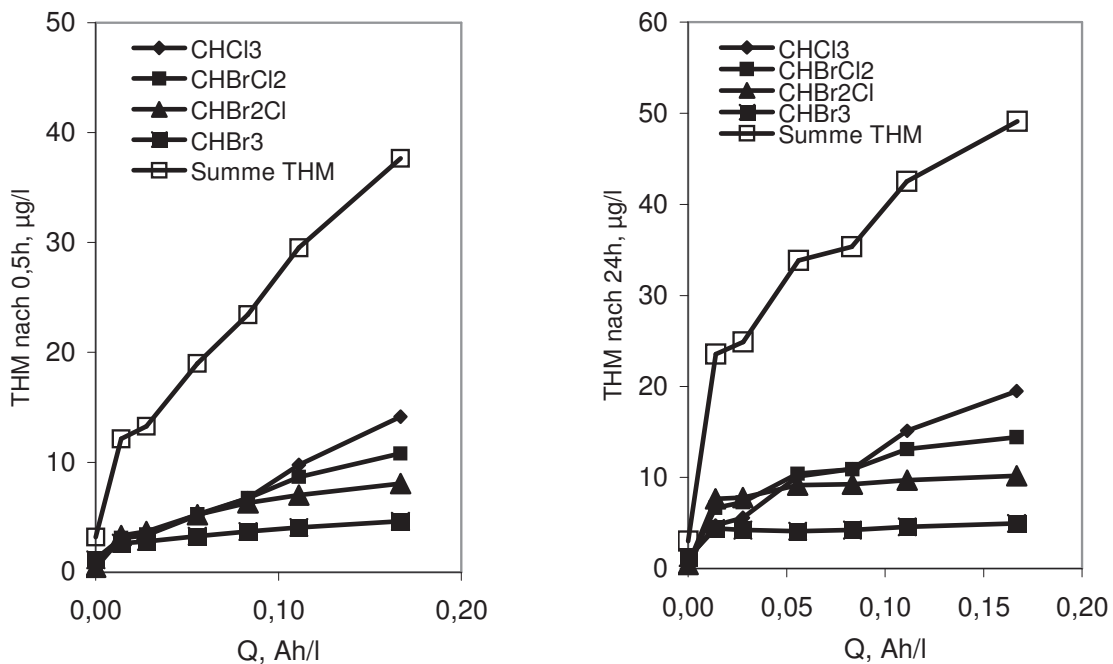 50
40
30
20
10
0
THM nach 0,5h, µg/l
CHCl3
CHBrCl2
CHBr2Cl
CHBr3
Summe THM
0,00
0,10
0,20
Q, Ah/l
60
50
40
30
20
10
0
THM nach 24h, µg/l
CHCl3
CHBrCl2
CHBr2Cl
CHBr3
Summe THM
0,00
0,05
0,10
0,15
0,20
Q, Ah/l